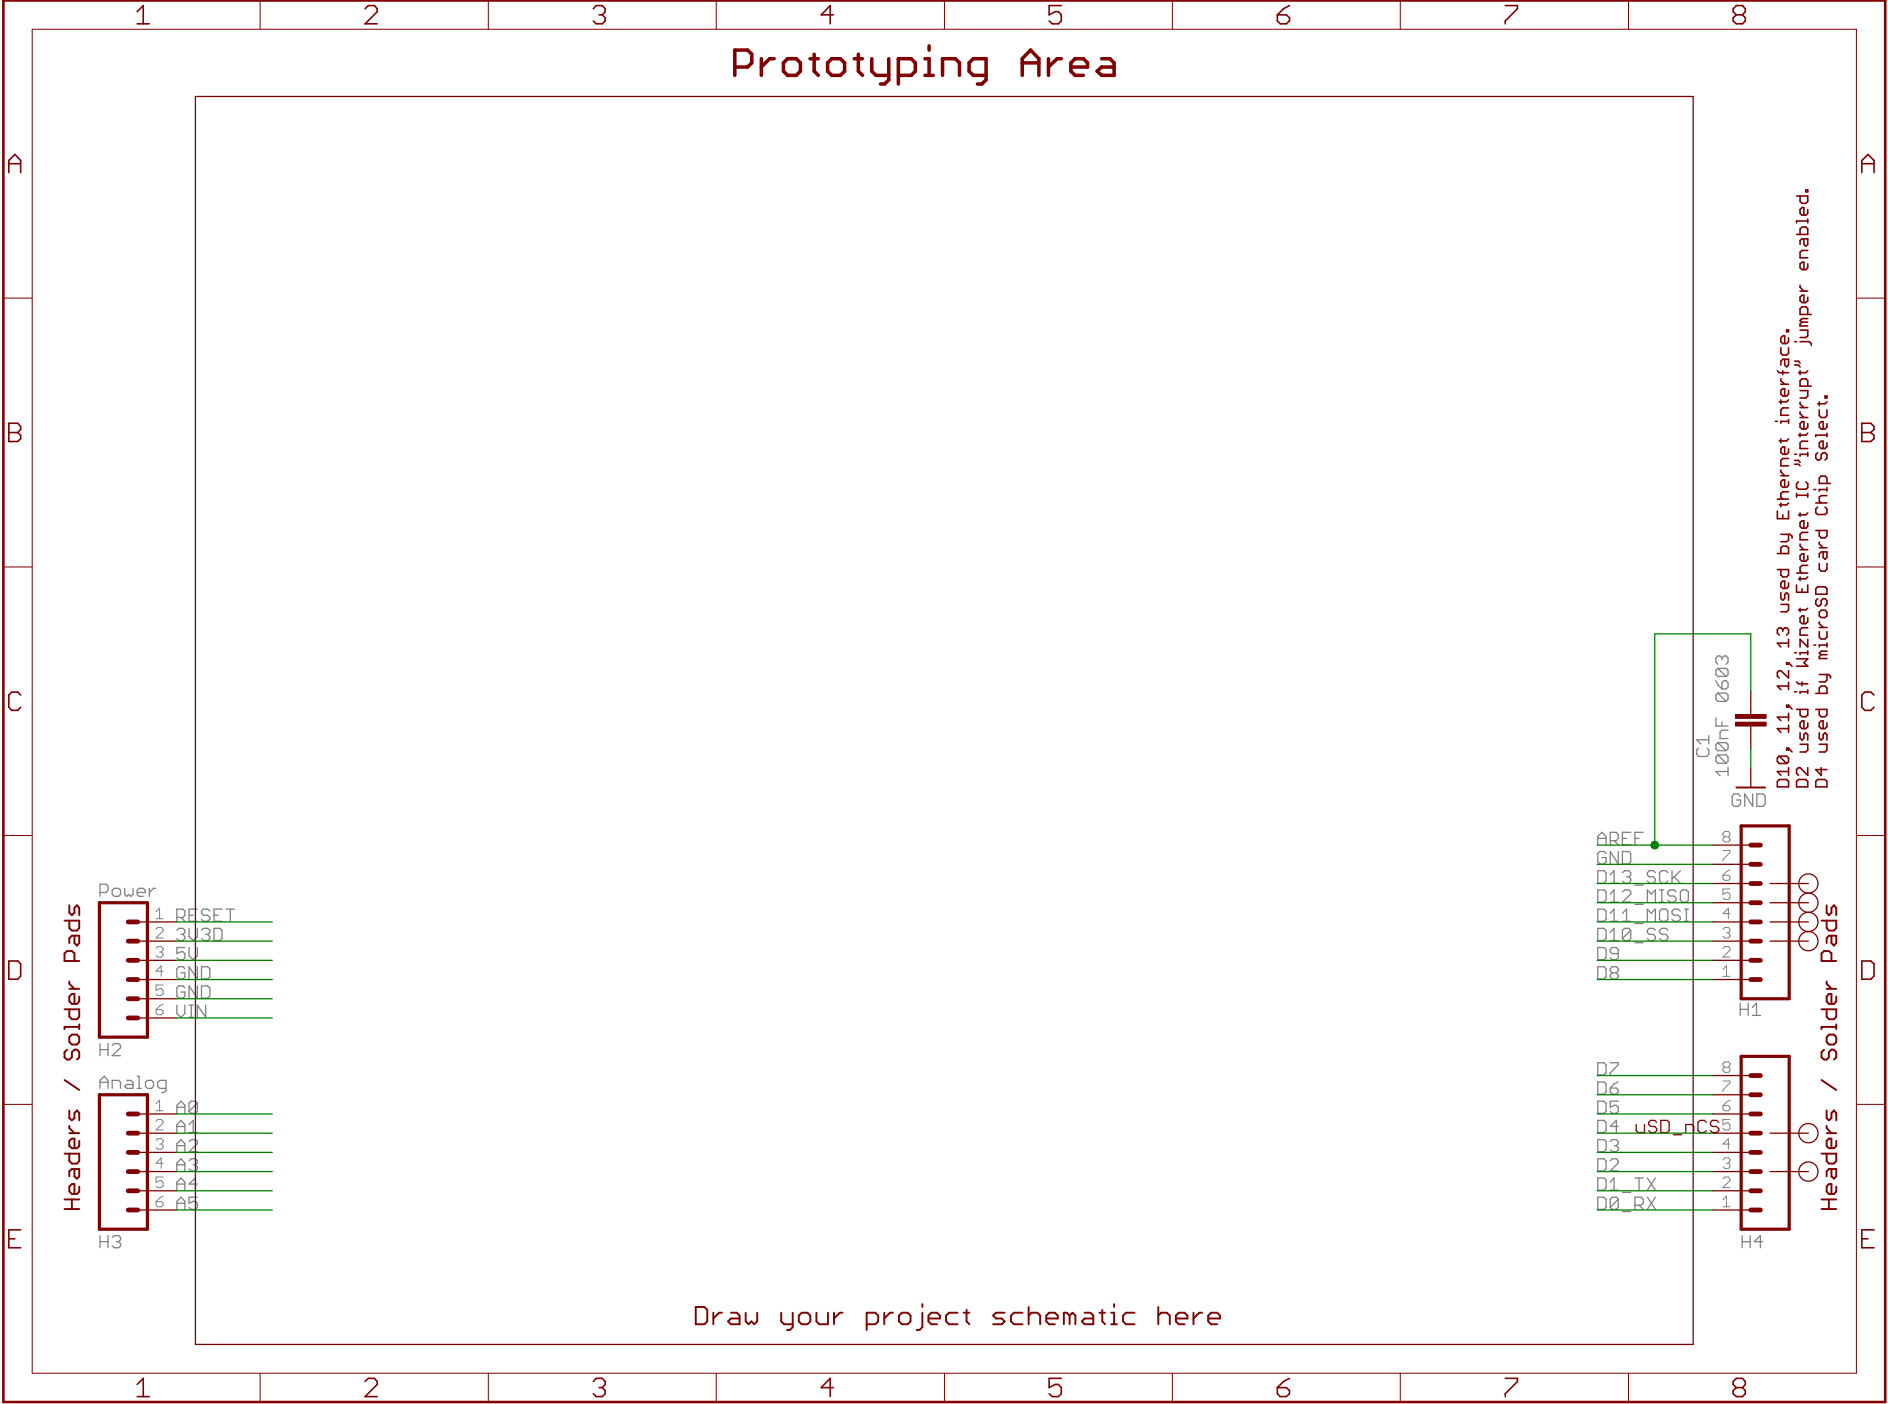 1 2 3 4 5 6 7 8
Prototyping Area
A A
B B
C C
D D
E E
D10, 11, 12, 13 used by Ethernet interface.
D2 used if Wiznet Ethernet IC "interrupt" jumper enabled.
D4 used by microSD card Chip Select.
C1
100nF 0603
GND
Headers / Solder Pads
Power
1 RESET
2 3V3D
3 5V
4 GND
5 GND
6 VIN
H2
Analog
1 A0
2 A1
3 A2
4 A3
5 A4
6 A5
H3
AREF 8
GND 7
D13_SCK 6
D12_MISO 5
D11_MOSI 4
D10_SS 3
D9 2
D8 1
H1
D7 8
D6 7
D5 6
D4 uSD_nCS 5
D3 4
D2 3
D1_TX 2
D0_RX 1
H4
Headers / Solder Pads
Draw your project schematic here
1 2 3 4 5 6 7 8